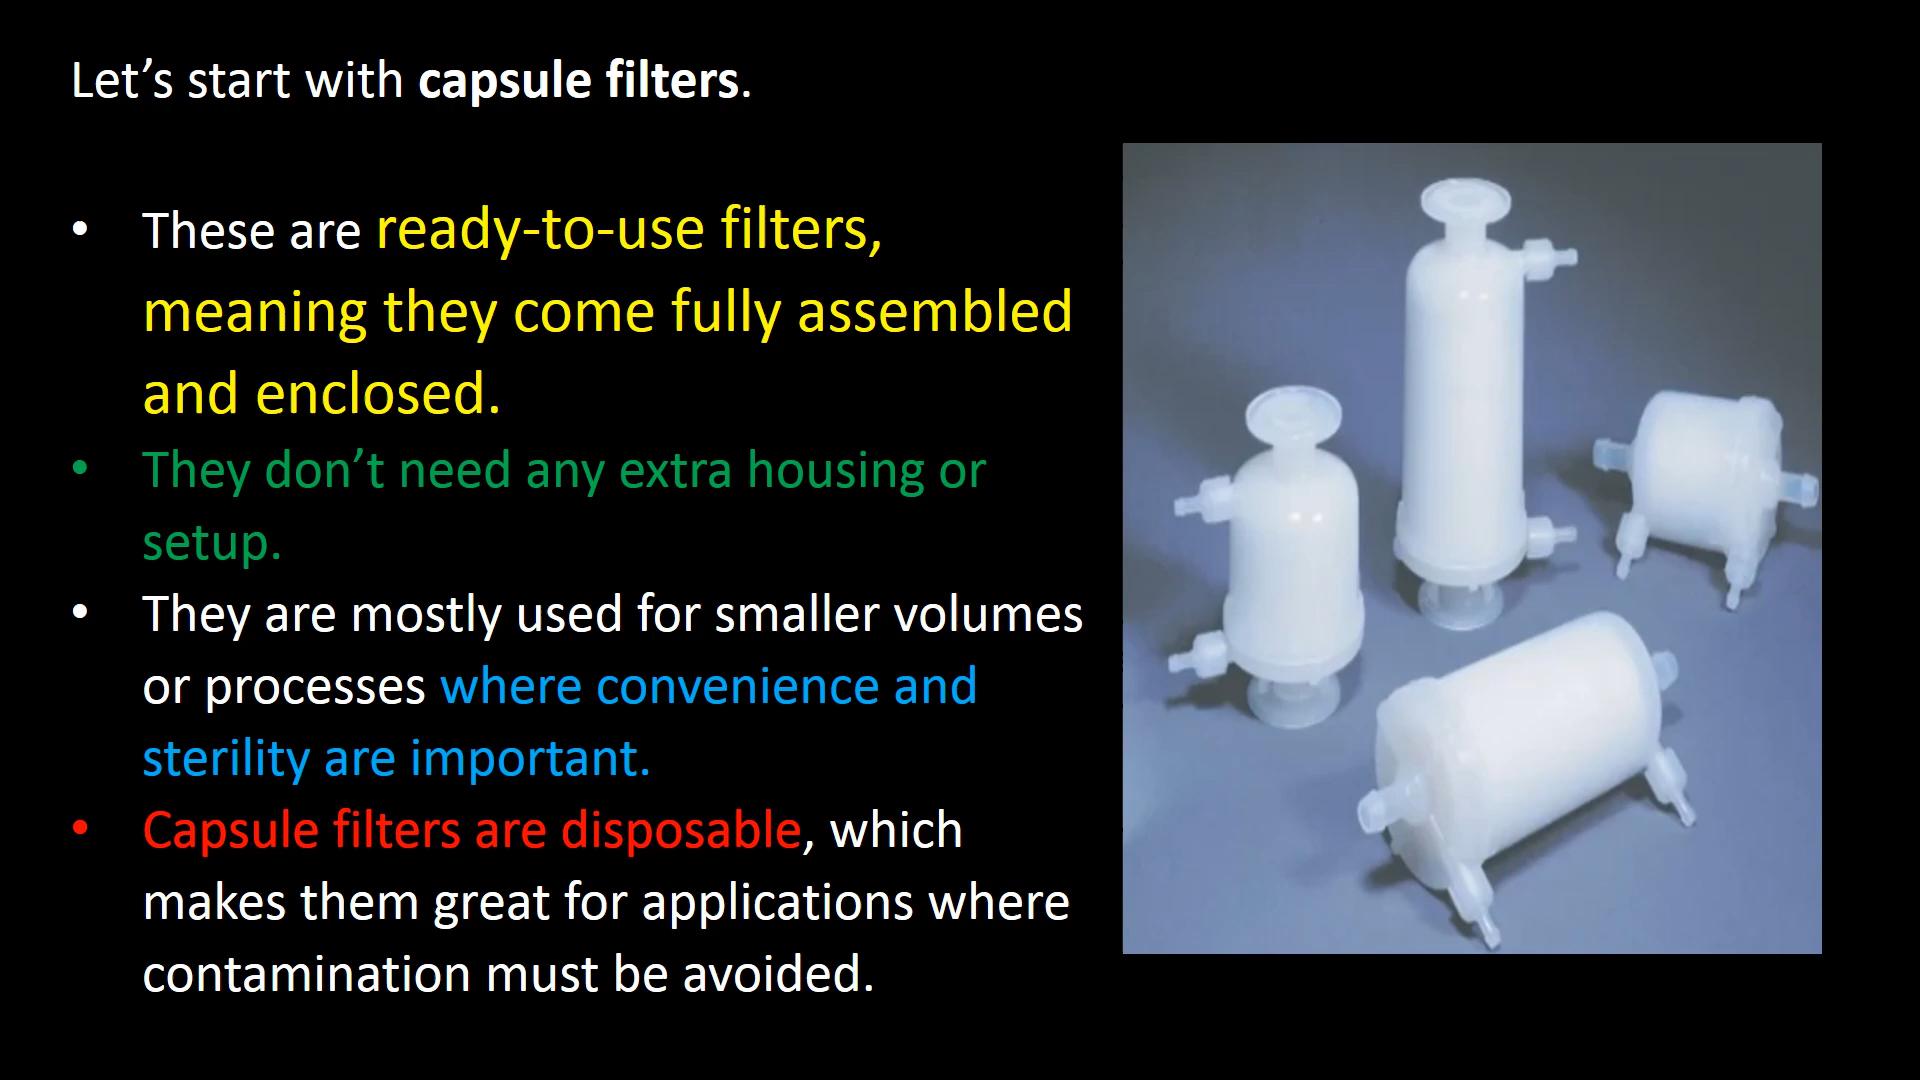 Let’s start with capsule filters.
• These are ready-to-use filters,
meaning they come fully assembled
and enclosed.
• They don’t need any extra housing or
setup.
• They are mostly used for smaller volumes
or processes where convenience and
sterility are important.
• Capsule filters are disposable, which
makes them great for applications where
contamination must be avoided.